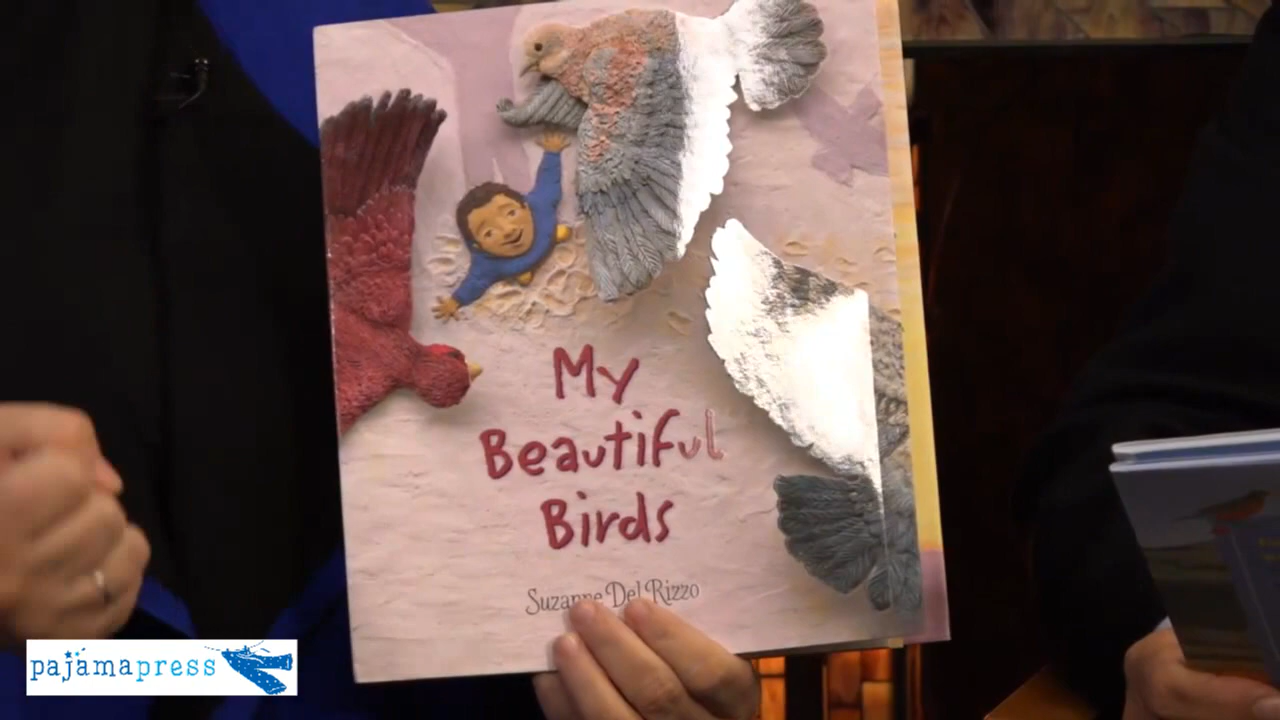 My
Beautiful
Birds
Suzanne Del Rizzo
pajamapress